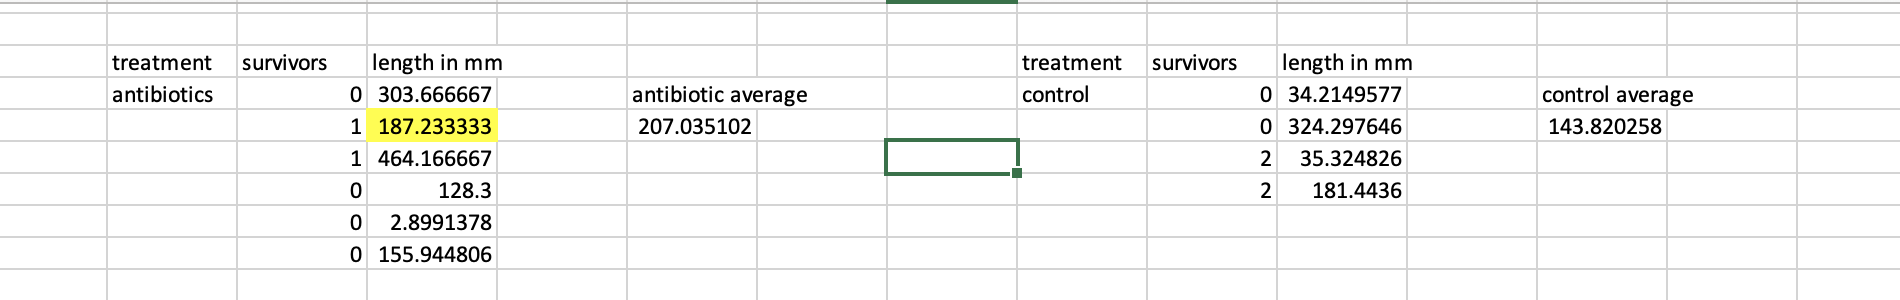 treatment survivors length in mm treatment survivors length in mm
antibiotics 0 303.666667 antibiotic average control 0 34.2149577 control average
1 187.233333 207.035102 0 324.297646 143.820258
1 464.166667 2 35.324826
0 128.3 2 181.4436
0 2.8991378
0 155.944806